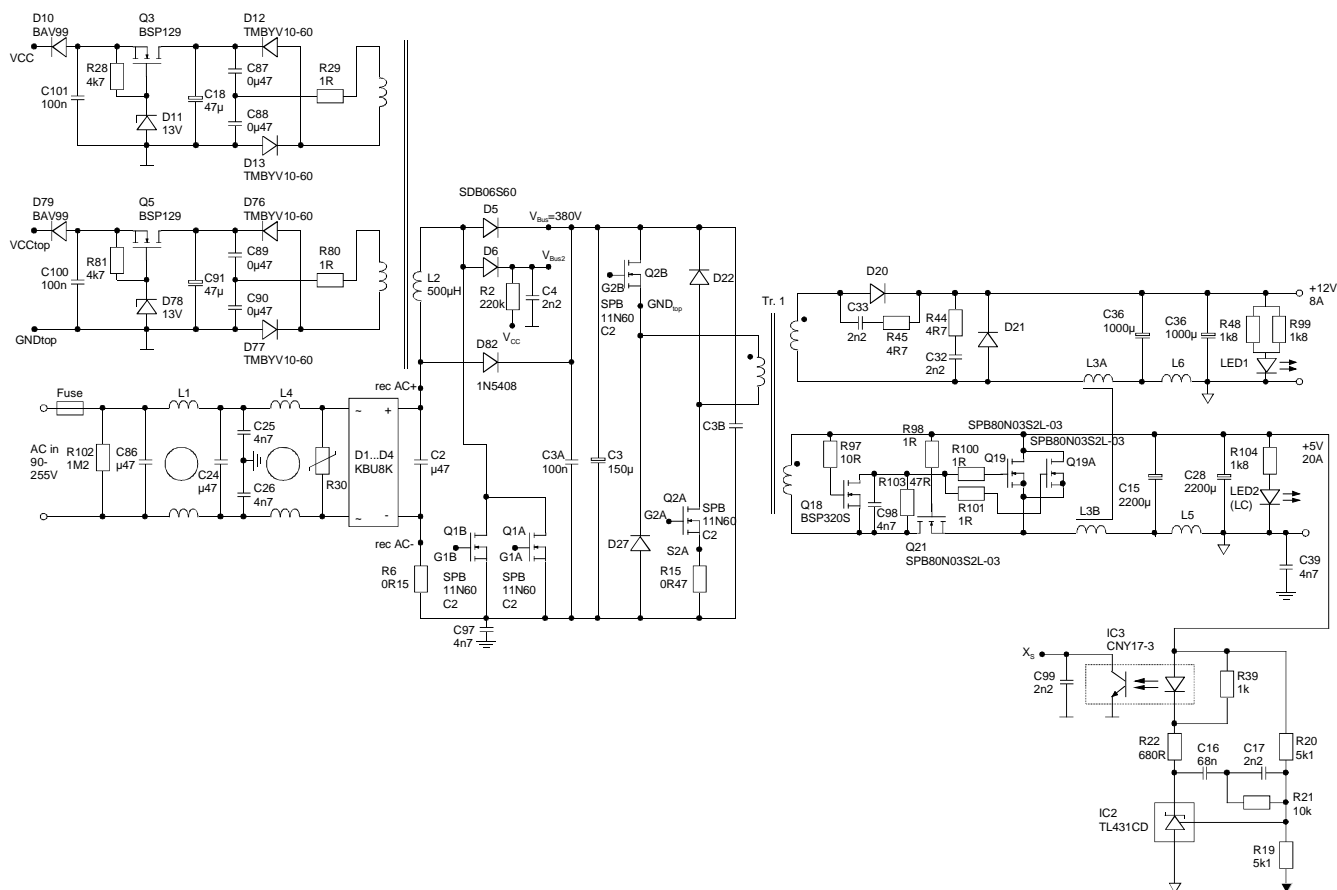 D10
BAV99
Q3
BSP129
D12
TMBYV10-60
VCC
R28
4k7
C101
100n
C18
47µ
C87
0µ47
R29
1R
D11
13V
C88
0µ47
D13
TMBYV10-60
D79
BAV99
Q5
BSP129
D76
TMBYV10-60
VCCtop
R81
4k7
C100
100n
C91
47µ
C89
0µ47
R80
1R
D78
13V
C90
0µ47
GNDtop
D77
TMBYV10-60
SDB06S60
D5
VBus=380V
L2
500µH
D6
VBus2
R2
220k
C4
2n2
VCC
D82
1N5408
rec AC+
Q2B
G2B
SPB
11N60
C2
GNDtop
D22
Tr. 1
Fuse
L1
L4
AC in
90-
255V
R102
1M2
C86
µ47
C24
µ47
C25
4n7
C26
4n7
R30
~
+
D1...D4
KBU8K
~
-
C2
µ47
rec AC-
R6
0R15
C3A
100n
C3
150µ
C3B
Q1B
G1B
SPB
11N60
C2
Q1A
G1A
SPB
11N60
C2
C97
4n7
D27
Q2A
G2A
SPB
11N60
C2
S2A
R15
0R47
D20
C33
2n2
R45
4R7
R44
4R7
C32
2n2
D21
C36
1000µ
C36
1000µ
R48
1k8
R99
1k8
+12V
8A
L3A
L6
LED1
R97
10R
R98
1R
SPB80N03S2L-03
SPB80N03S2L-03
R100
1R
Q19
Q19A
Q18
BSP320S
R103
47R
C98
4n7
R101
1R
Q21
SPB80N03S2L-03
L3B
C15
2200µ
L5
C28
2200µ
R104
1k8
LED2
(LC)
+5V
20A
C39
4n7
IC3
CNY17-3
XS
C99
2n2
R39
1k
R22
680R
C16
68n
C17
2n2
R20
5k1
R21
10k
IC2
TL431CD
R19
5k1